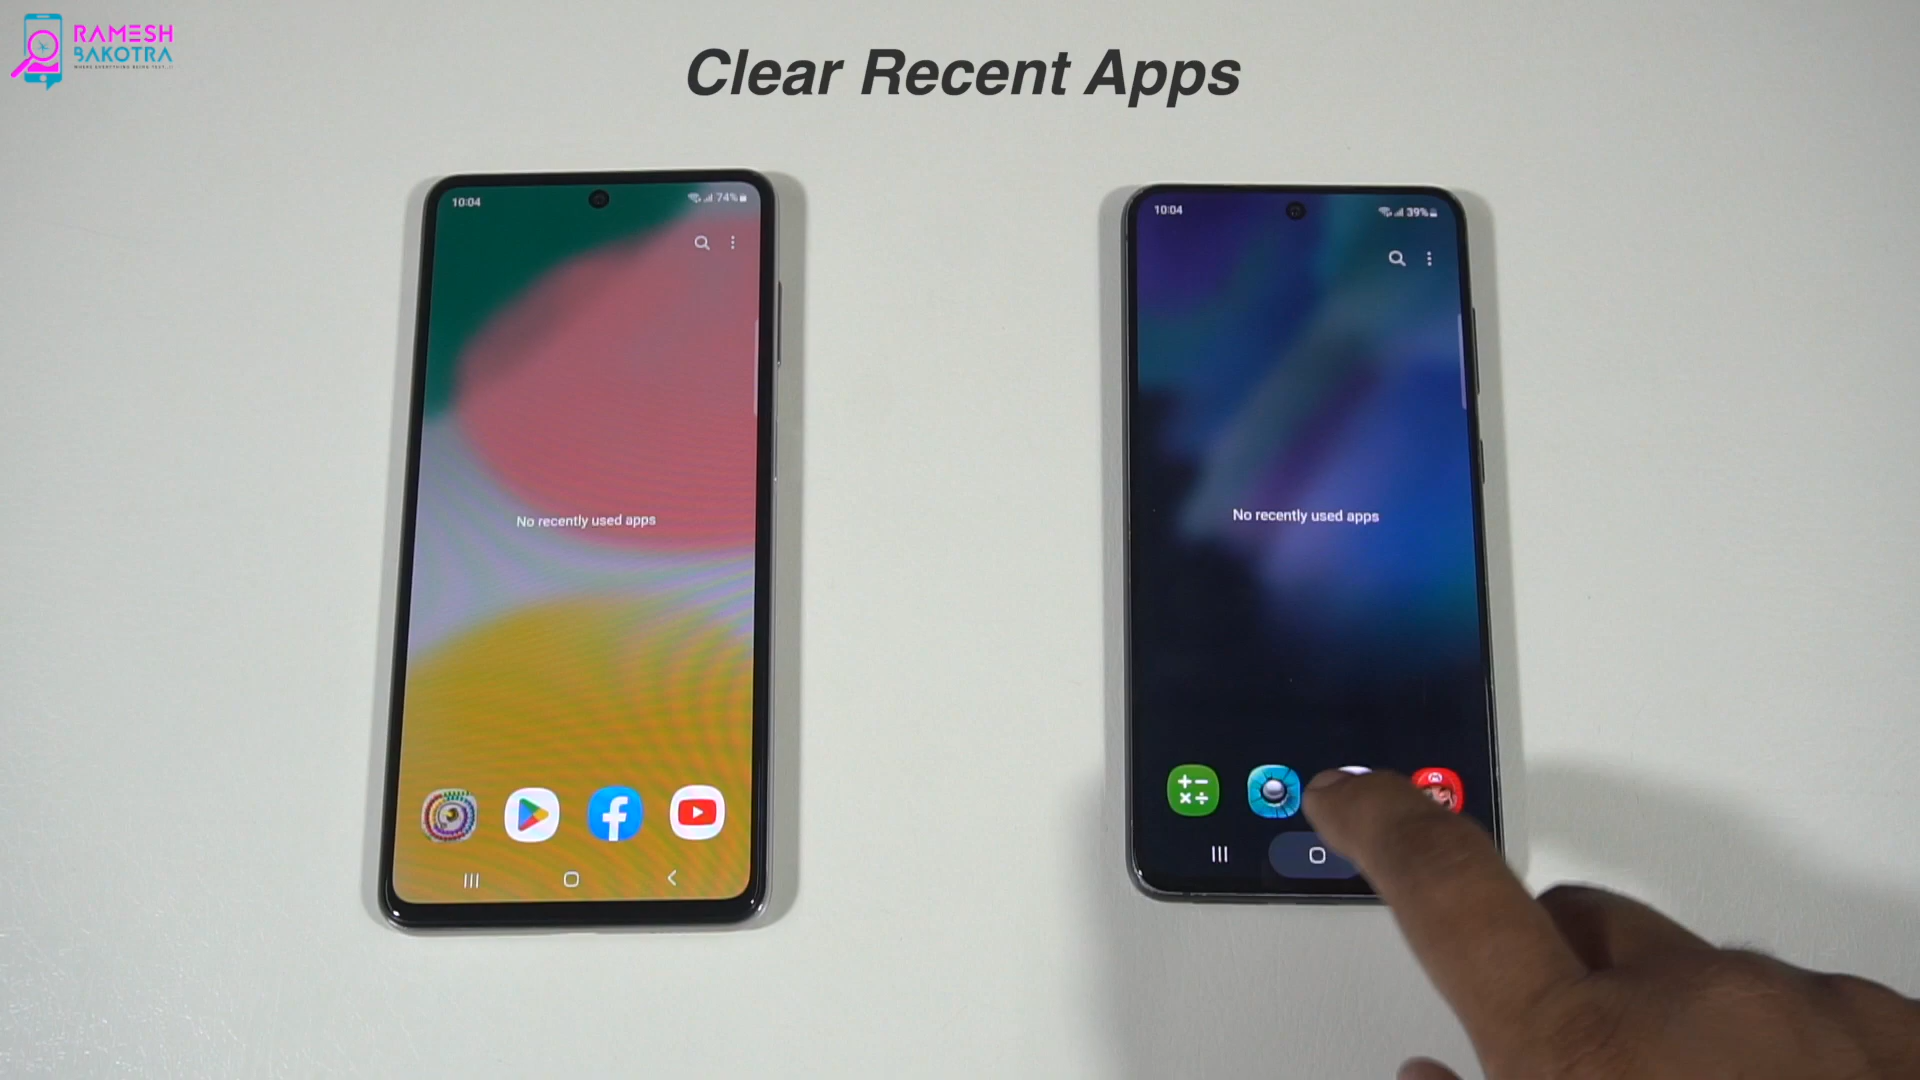 RAMESH
BAKOTRA
Clear Recent Apps
10:04
74%
No recently used apps
10:04
39%
No recently used apps